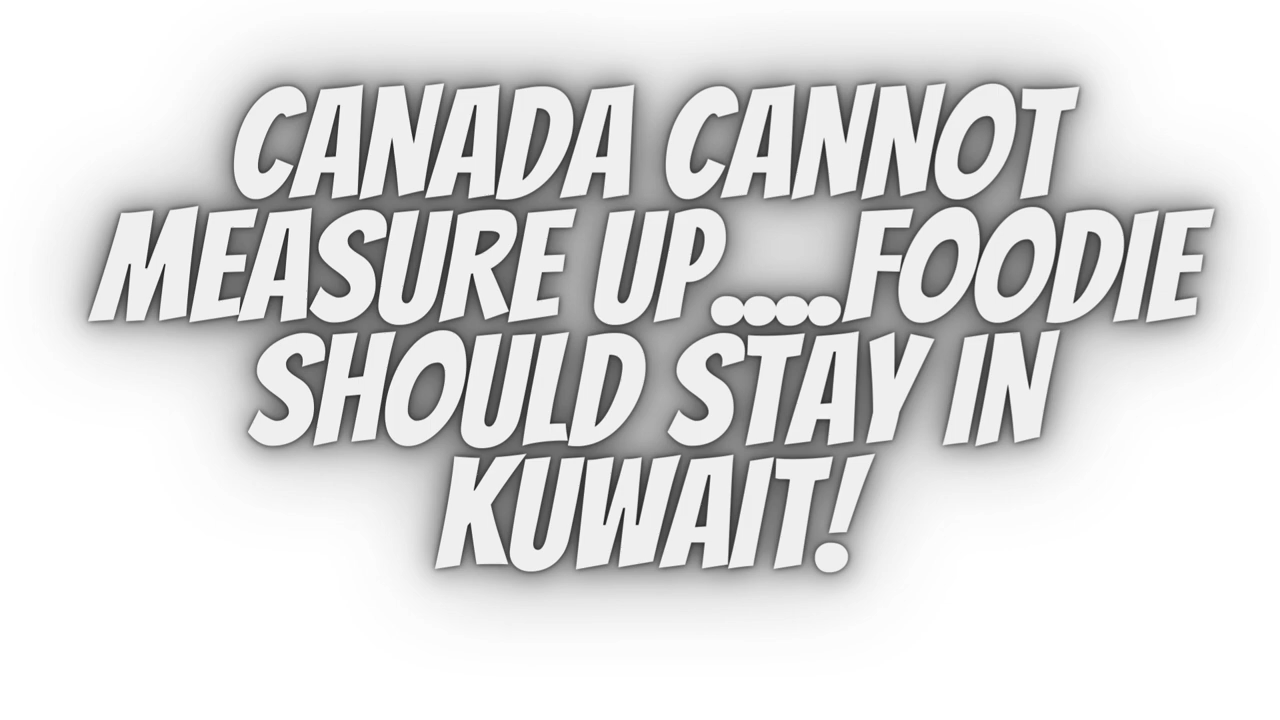 CANADA CANNOT
MEASURE UP....FOODIE
SHOULD STAY IN
KUWAIT!